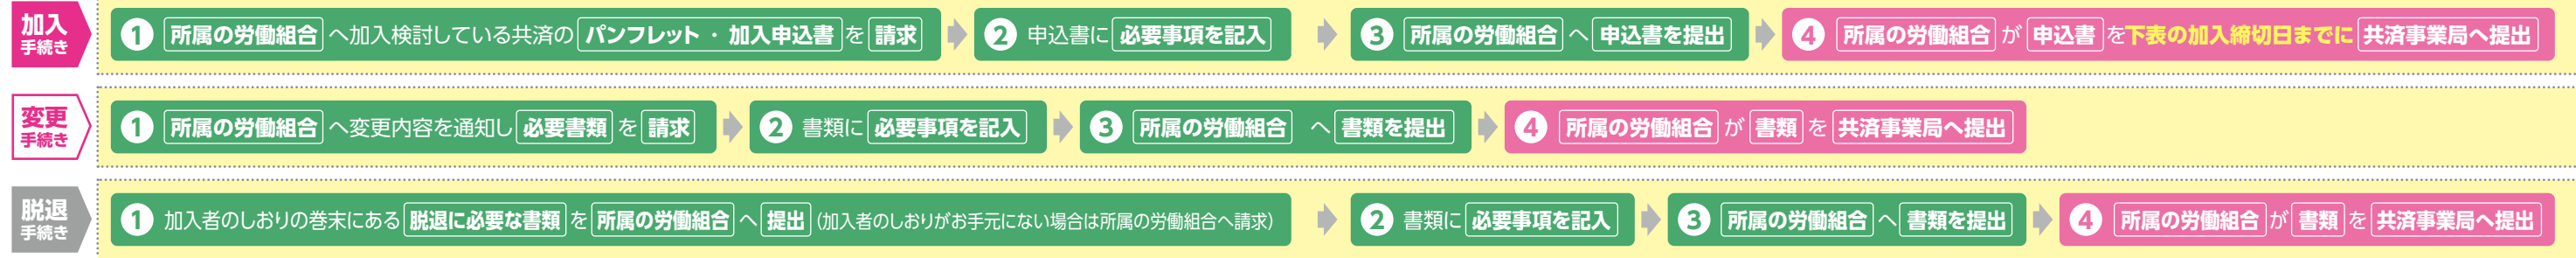 加入
手続き
1 所属の労働組合 へ加入検討している共済の パンフレット ・ 加入申込書 を 請求
2 申込書に 必要事項を記入
3 所属の労働組合 へ 申込書を提出
4 所属の労働組合 が 申込書 を下表の加入締切日までに 共済事業局へ提出
変更
手続き
1 所属の労働組合 へ変更内容を通知し 必要書類 を 請求
2 書類に 必要事項を記入
3 所属の労働組合 へ 書類を提出
4 所属の労働組合 が 書類 を 共済事業局へ提出
脱退
手続き
1 加入者のしおりの巻末にある 脱退に必要な書類 を 所属の労働組合 へ 提出 (加入者のしおりがお手元にない場合は所属の労働組合へ請求)
2 書類に 必要事項を記入
3 所属の労働組合 へ 書類を提出
4 所属の労働組合 が 書類 を 共済事業局へ提出